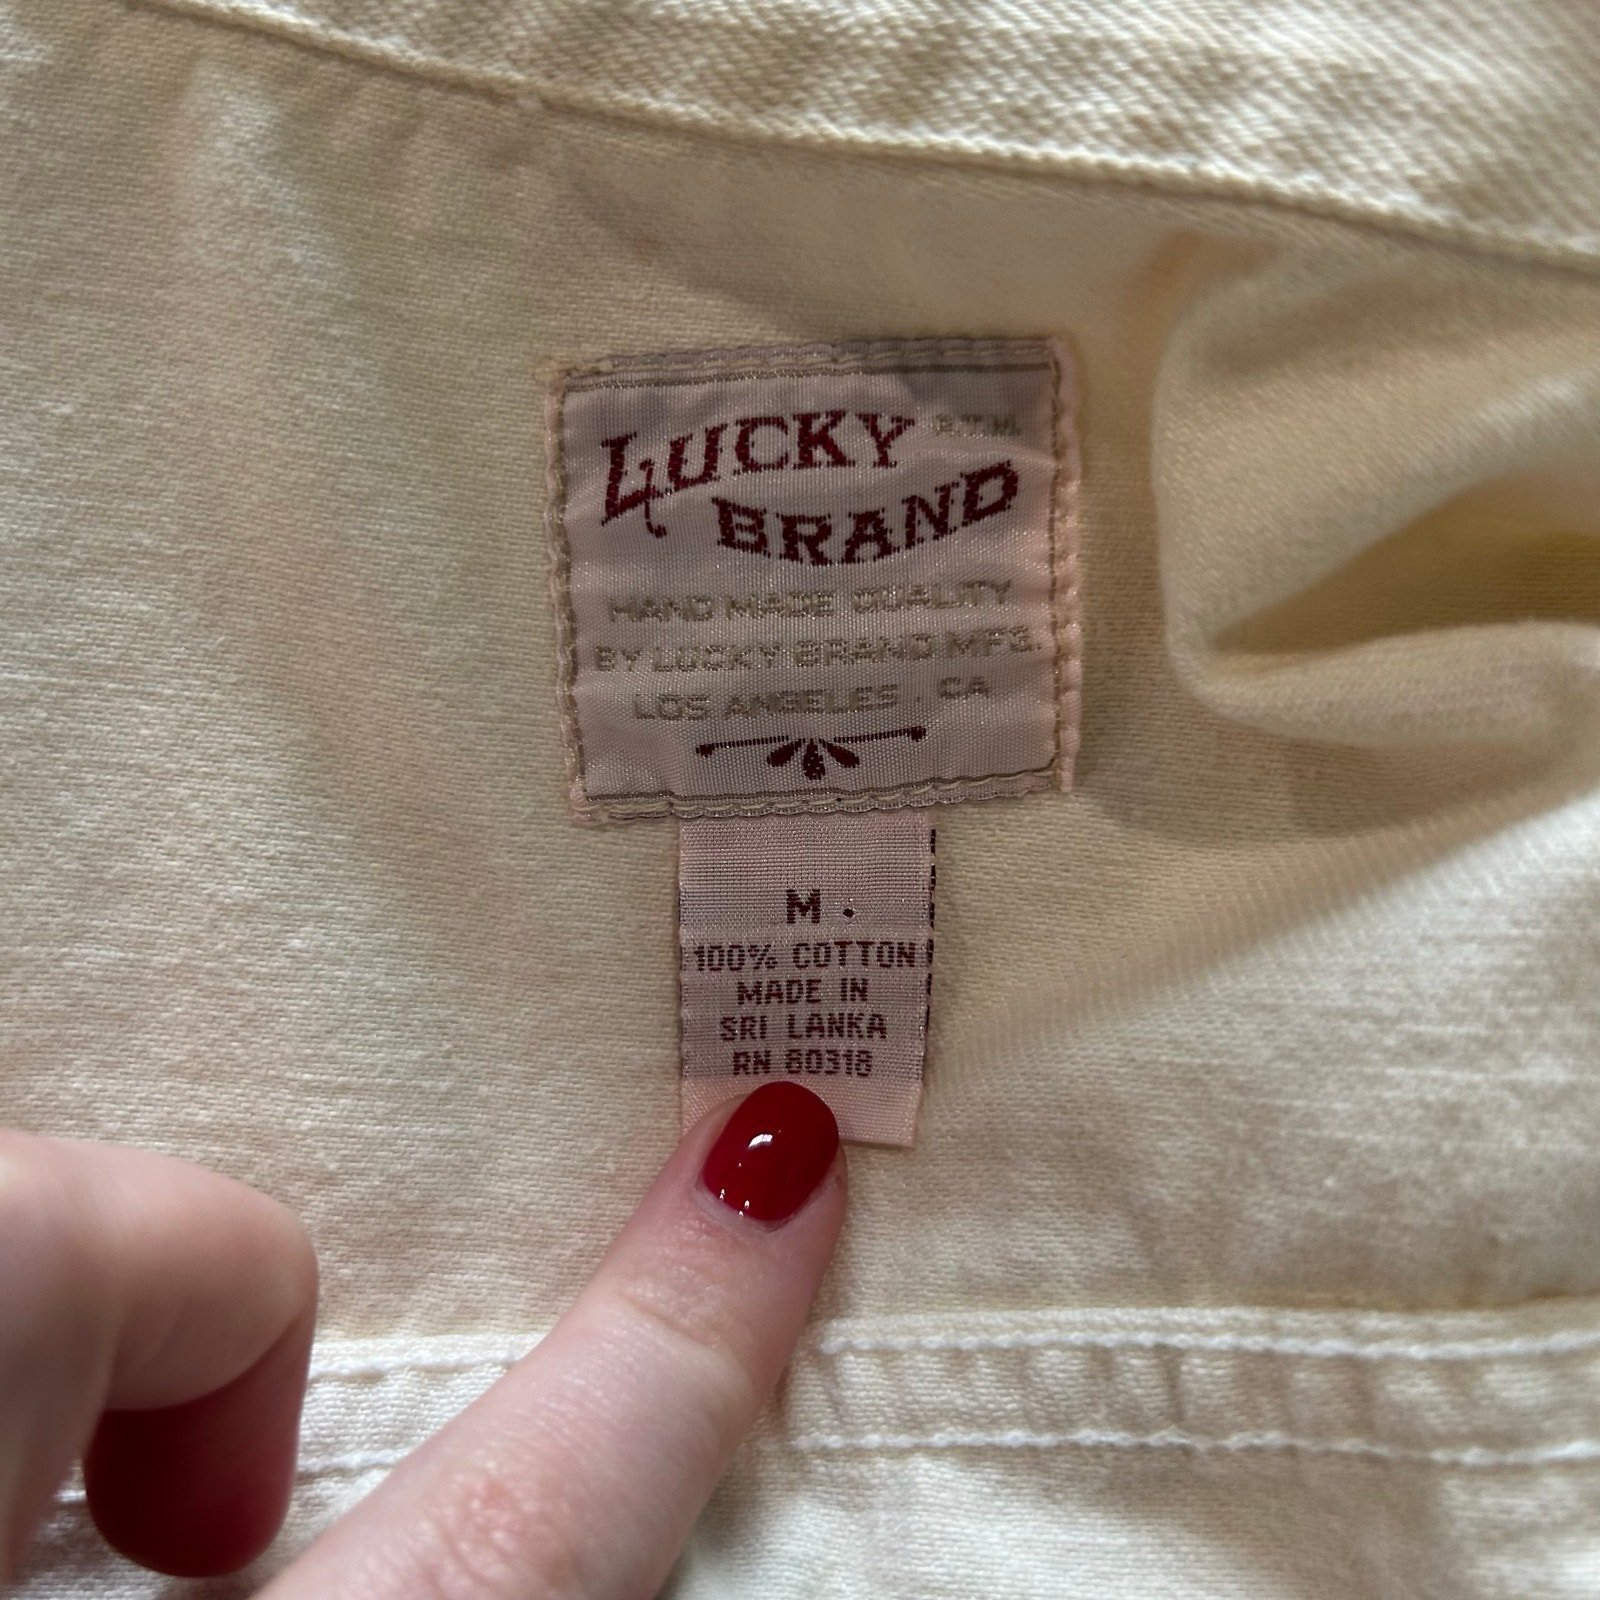 LUCKY
BRAND
HAND MADE QUALITY
BY LUCKY BRAND MFG.
LOS ANGELES . CA
M .
100% COTTON
MADE IN
SRI LANKA
RN 80318